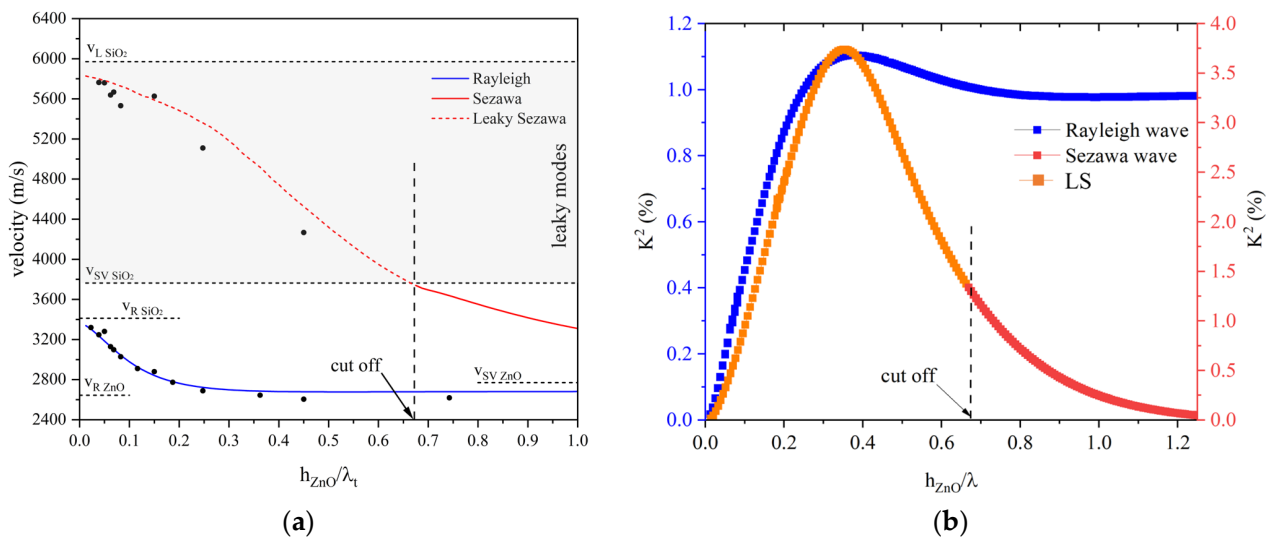 6400
6000
5600
5200
4800
4400
4000
3600
3200
2800
2400
velocity (m/s)
v_L SiO₂
Rayleigh
Sezawa
Leaky Sezawa
leaky modes
v_SV SiO₂
v_R SiO₂
v_R ZnO
v_SV ZnO
cut off
0.0 0.1 0.2 0.3 0.4 0.5 0.6 0.7 0.8 0.9 1.0
h_ZnO/λ_t
(a)
b)
1.2
1.0
0.8
0.6
0.4
0.2
0.0
K² (%)
Rayleigh wave
Sezawa wave
LS
cut off
4.0
3.5
3.0
2.5
2.0
1.5
1.0
0.5
0.0
K² (%)
0.0 0.2 0.4 0.6 0.8 1.0 1.2
h_ZnO/λ
(b)